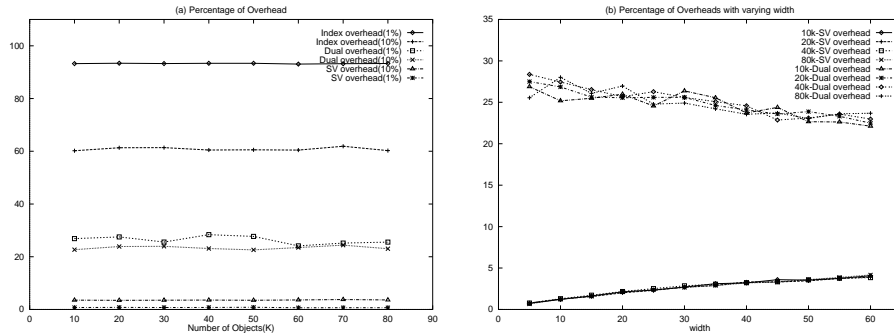 (a) Percentage of Overhead
Index overhead(1%)
Index overhead(10%)
Dual overhead(1%)
Dual overhead(10%)
SV overhead(10%)
SV overhead(1%)
100
80
60
40
20
0
0 10 20 30 40 50 60 70 80 90
Number of Objects(K)
(b) Percentage of Overheads with varying width
10k-SV overhead
20k-SV overhead
40k-SV overhead
80k-SV overhead
10k-Dual overhead
20k-Dual overhead
40k-Dual overhead
80k-Dual overhead
35
30
25
20
15
10
5
0
0 10 20 30 40 50 60
width